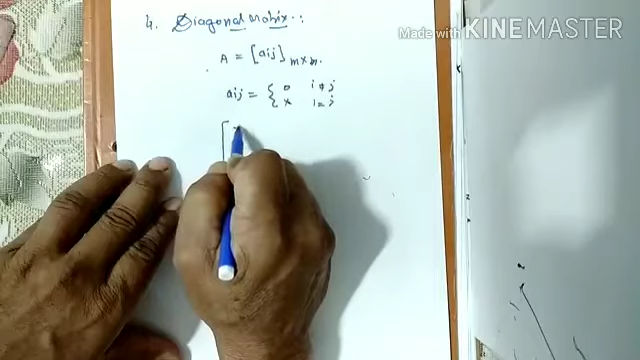 Made with KINEMASTER
4. Diagonal matrix :
A = [aij] m×n.
aij = { 0 i ≠ j
{ x i = j
[